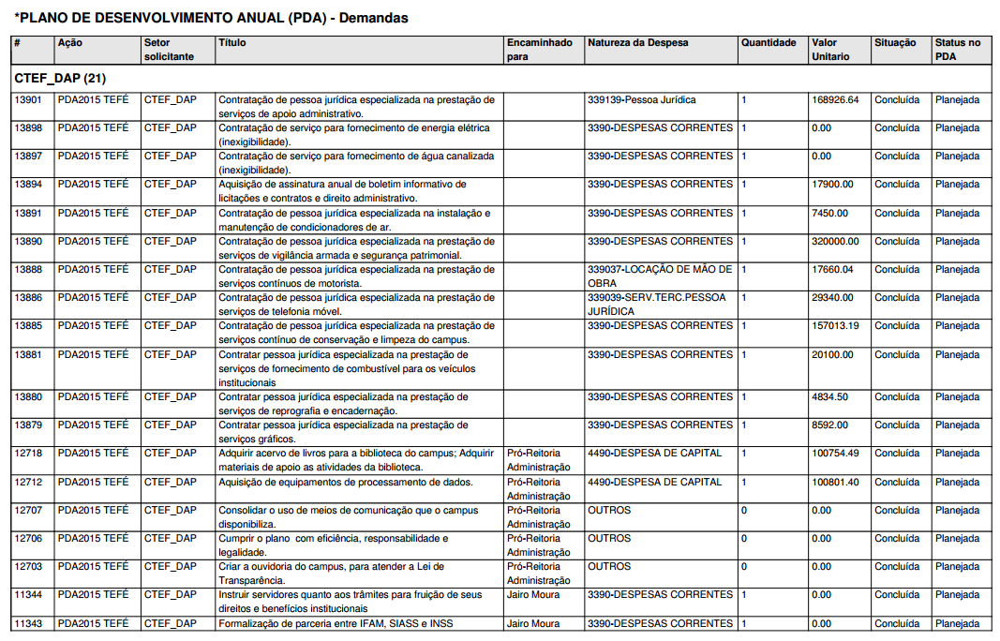 *PLANO DE DESENVOLVIMENTO ANUAL (PDA) - Demandas
# Ação Setor solicitante Título Encaminhado para Natureza da Despesa Quantidade Valor Unitario Situação Status no PDA
CTEF_DAP (21)
13901 PDA2015 TEFÉ CTEF_DAP Contratação de pessoa jurídica especializada na prestação de 339139-Pessoa Jurídica 1 168926.64 Concluída Planejada
serviços de apoio administrativo.
13898 PDA2015 TEFÉ CTEF_DAP Contratação de serviço para fornecimento de energia elétrica 3390-DESPESAS CORRENTES 1 0.00 Concluída Planejada
(inexigibilidade).
13897 PDA2015 TEFÉ CTEF_DAP Contratação de serviço para fornecimento de água canalizada 3390-DESPESAS CORRENTES 1 0.00 Concluída Planejada
(inexigibilidade).
13894 PDA2015 TEFÉ CTEF_DAP Aquisição de assinatura anual de boletim informativo de 3390-DESPESAS CORRENTES 1 17900.00 Concluída Planejada
licitações e contratos e direito administrativo.
13891 PDA2015 TEFÉ CTEF_DAP Contratação de pessoa jurídica especializada na instalação e 3390-DESPESAS CORRENTES 1 7450.00 Concluída Planejada
manutenção de condicionadores de ar.
13890 PDA2015 TEFÉ CTEF_DAP Contratação de pessoa jurídica especializada na prestação de 3390-DESPESAS CORRENTES 1 320000.00 Concluída Planejada
serviços de vigilância armada e segurança patrimonial.
13888 PDA2015 TEFÉ CTEF_DAP Contratação de pessoa jurídica especializada na prestação de 339037-LOCAÇÃO DE MÃO DE 1 17660.04 Concluída Planejada
serviços contínuos de motorista. OBRA
13886 PDA2015 TEFÉ CTEF_DAP Contratação de pessoa jurídica especializada na prestação de 339039-SERV.TERC.PESSOA 1 29340.00 Concluída Planejada
serviços de telefonia móvel. JURÍDICA
13885 PDA2015 TEFÉ CTEF_DAP Contratação de pessoa jurídica especializada na prestação de 3390-DESPESAS CORRENTES 1 157013.19 Concluída Planejada
serviços contínuo de conservação e limpeza do campus.
13881 PDA2015 TEFÉ CTEF_DAP Contratar pessoa jurídica especializada na prestação de 3390-DESPESAS CORRENTES 1 20100.00 Concluída Planejada
serviços de fornecimento de combustível para os veículos
institucionais
13880 PDA2015 TEFÉ CTEF_DAP Contratar pessoa jurídica especializada na prestação de 3390-DESPESAS CORRENTES 1 4834.50 Concluída Planejada
serviços de reprografia e encadernação.
13879 PDA2015 TEFÉ CTEF_DAP Contratar pessoa jurídica especializada na prestação de 3390-DESPESAS CORRENTES 1 8592.00 Concluída Planejada
serviços gráficos.
12718 PDA2015 TEFÉ CTEF_DAP Adquirir acervo de livros para a biblioteca do campus; Adquirir Pró-Reitoria 4490-DESPESA DE CAPITAL 1 100754.49 Concluída Planejada
materiais de apoio as atividades da biblioteca. Administração
12712 PDA2015 TEFÉ CTEF_DAP Aquisição de equipamentos de processamento de dados. Pró-Reitoria 4490-DESPESA DE CAPITAL 1 100801.40 Concluída Planejada
Administração
12707 PDA2015 TEFÉ CTEF_DAP Consolidar o uso de meios de comunicação que o campus Pró-Reitoria OUTROS 0 0.00 Concluída Planejada
disponibiliza. Administração
12706 PDA2015 TEFÉ CTEF_DAP Cumprir o plano com eficiência, responsabilidade e Pró-Reitoria OUTROS 0 0.00 Concluída Planejada
legalidade. Administração
12703 PDA2015 TEFÉ CTEF_DAP Criar a ouvidoria do campus, para atender a Lei de Pró-Reitoria OUTROS 0 0.00 Concluída Planejada
Transparência. Administração
11344 PDA2015 TEFÉ CTEF_DAP Instruir servidores quanto aos trâmites para fruição de seus Jairo Moura 3390-DESPESAS CORRENTES 1 0.00 Concluída Planejada
direitos e benefícios institucionais
11343 PDA2015 TEFÉ CTEF_DAP Formalização de parceria entre IFAM, SIASS e INSS Jairo Moura 3390-DESPESAS CORRENTES 1 0.00 Concluída Planejada